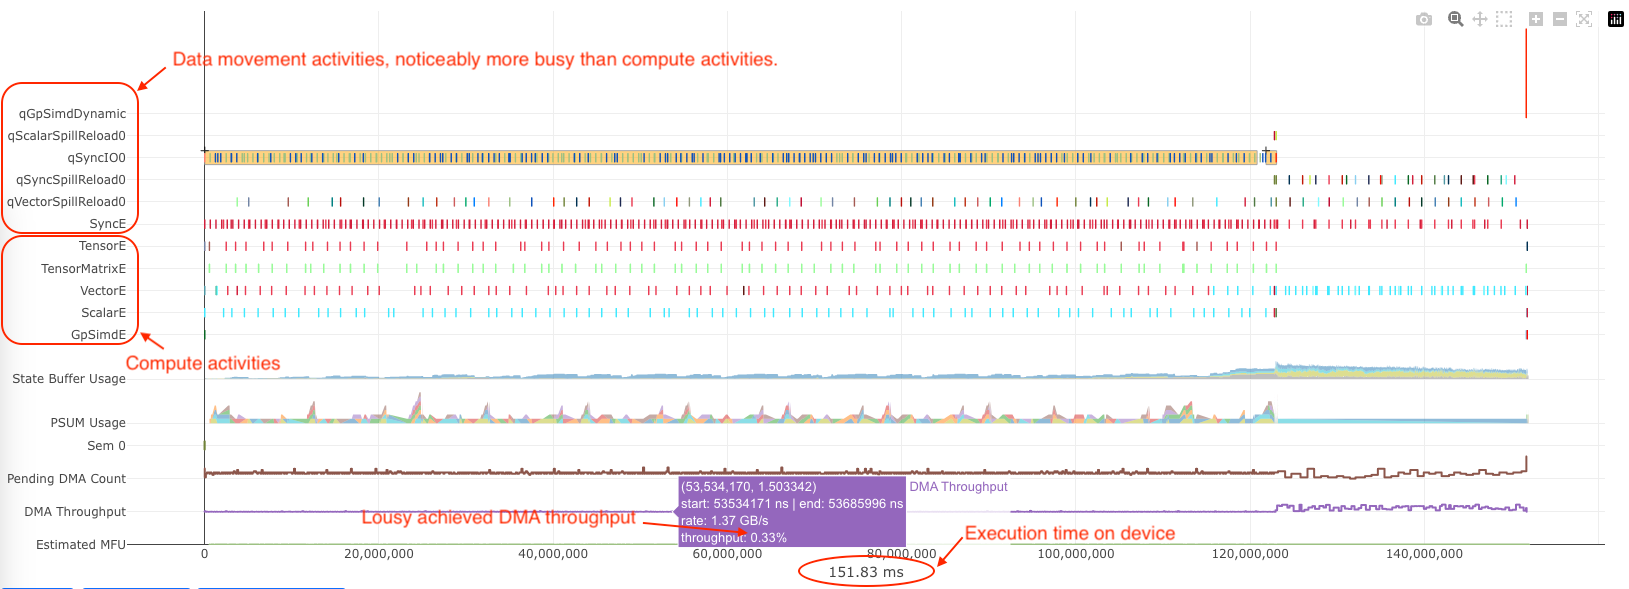 Data movement activities, noticeably more busy than compute activities.
qGpSimdDynamic
qScalarSpillReload0
qSyncIO0
qSyncSpillReload0
qVectorSpillReload0
SyncE
TensorE
TensorMatrixE
VectorE
ScalarE
GpSimdE
Compute activities
State Buffer Usage
PSUM Usage
Sem 0
Pending DMA Count
(53,534,170, 1.503342)
DMA Throughput
start: 53534171 ns | end: 53685996 ns
DMA Throughput
Lousy achieved DMA throughput
rate: 1.37 GB/s
throughput: 0.33%
Execution time on device
Estimated MFU
0
20,000,000
40,000,000
60,000,000
80,000,000
100,000,000
120,000,000
140,000,000
151.83 ms